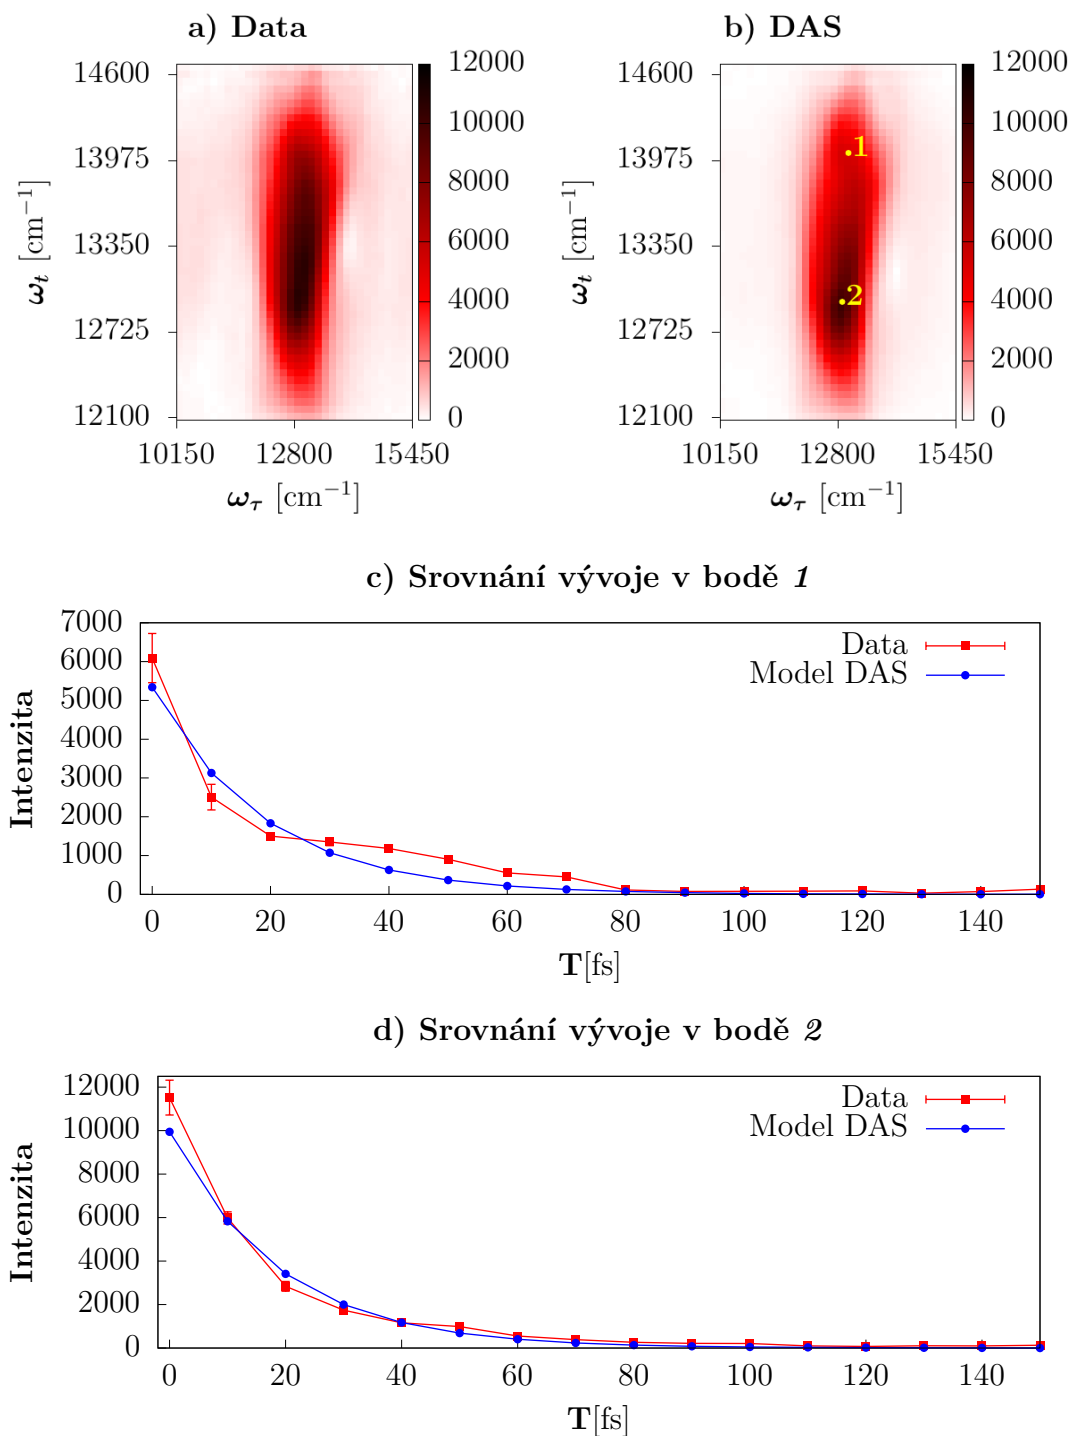 a) Data
b) DAS
14600
13975
13350
12725
12100
ω_t [cm⁻¹]
10150 12800 15450
ω_τ [cm⁻¹]
12000
10000
8000
6000
4000
2000
0
14600
13975
13350
12725
12100
ω_t [cm⁻¹]
.1
.2
10150 12800 15450
ω_τ [cm⁻¹]
12000
10000
8000
6000
4000
2000
0
c) Srovnání vývoje v bodě 1
7000
6000
5000
4000
3000
2000
1000
0
Intenzita
Data
Model DAS
0 20 40 60 80 100 120 140
T[fs]
d) Srovnání vývoje v bodě 2
12000
10000
8000
6000
4000
2000
0
Intenzita
Data
Model DAS
0 20 40 60 80 100 120 140
T[fs]